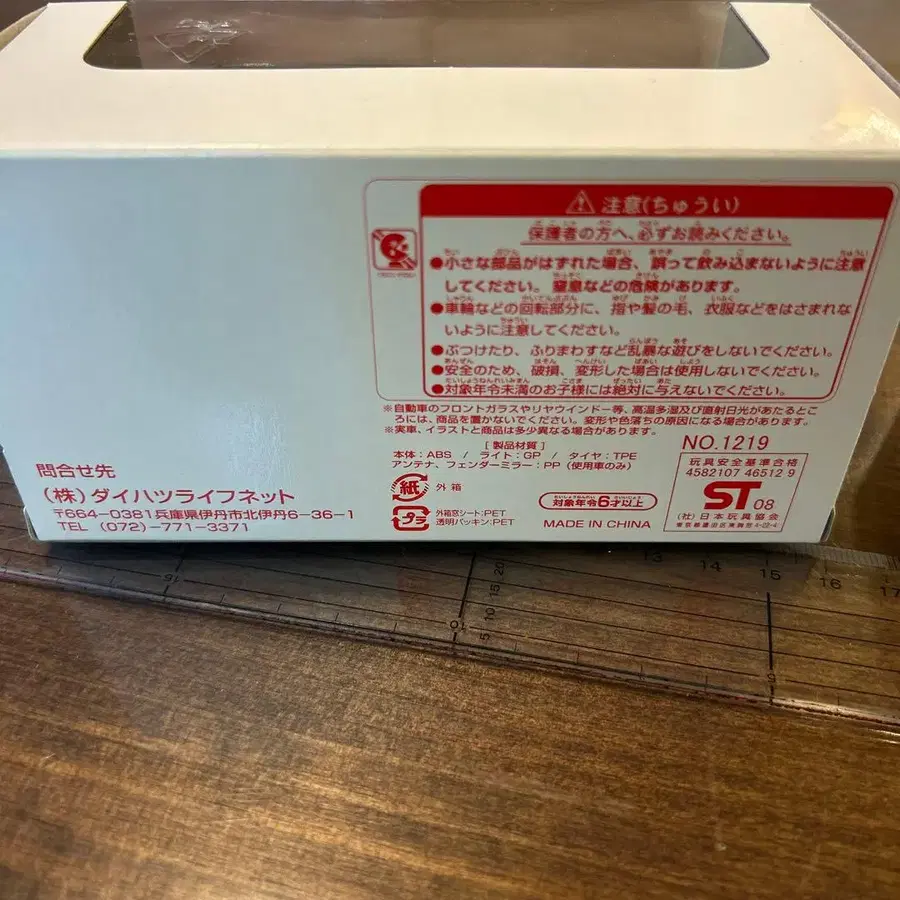 注意(ちゅうい)
保護者の方へ、必ずお読みください。
●小さな部品がはずれた場合、誤って飲み込まないように注意
してください。窒息などの危険があります。
●車輪などの回転部分に、指や髪の毛、衣服などをはさまれな
いように注意してください。
●ぶつけたり、ふりまわすなど乱暴な遊びをしないでください。
●安全のため、破損、変形した場合は使用しないでください。
●対象年令未満のお子様には絶対に与えないでください。
※自動車のフロントガラスやリヤウインドー等、高温多湿及び直射日光があたるとこ
ろには、商品を置かないでください。変形や色落ちの原因になる場合があります。
※実車、イラストと商品は多少異なる場合があります。
[製品材質]
本体:ABS / ライト:GP / タイヤ:TPE
アンテナ、フェンダーミラー:PP(使用車のみ)
紙 外箱
プラ 外箱窓シート:PET
透明パッキン:PET
対象年令6才以上
MADE IN CHINA
NO.1219
玩具安全基準合格
4582107 46512 9
ST 08
(社)日本玩具協会
問合せ先
(株)ダイハツライフネット
〒664-0381兵庫県伊丹市北伊丹6-36-1
TEL (072)-771-3371
13 14 15 16 17
15 10 20 15 10 5